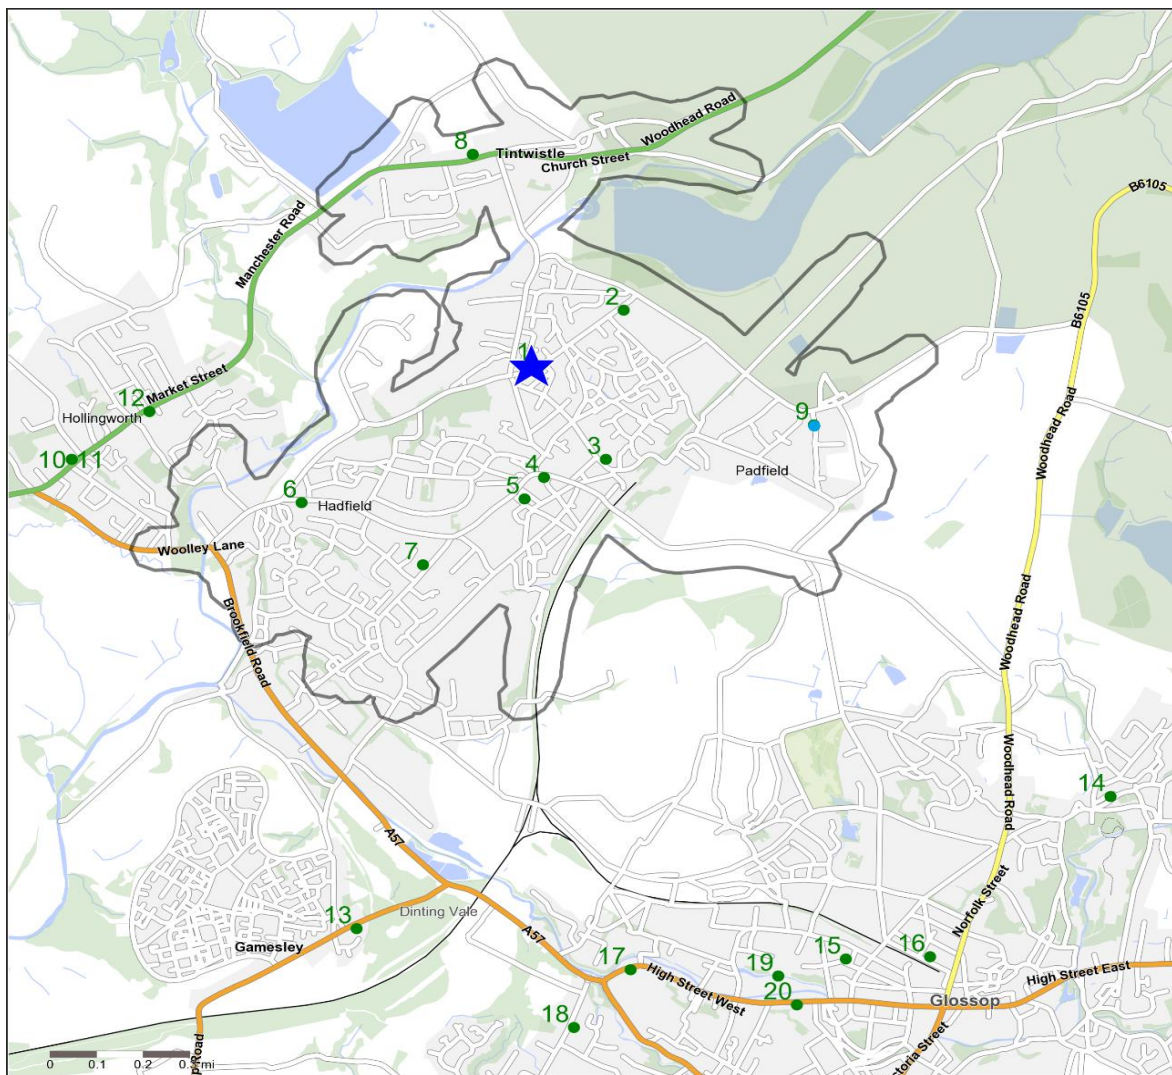 Woodhead Road
8
Tintwistle
Church Street
B6105
Manchester Road
2
B6105
1
Market Street
12
Hollingworth
9
Woodhead Road
10
11
3
4
Padfield
5
6
Hadfield
Woolley Lane
7
Brookfield Road
Woodhead Road
Woodhead Road
14
A57
13
Dinting Vale
Norfolk Street
Gamesley
A57
15
16
17
High Street West
19
High Street East
20
Glossop
18
0 0.1 0.2 mi